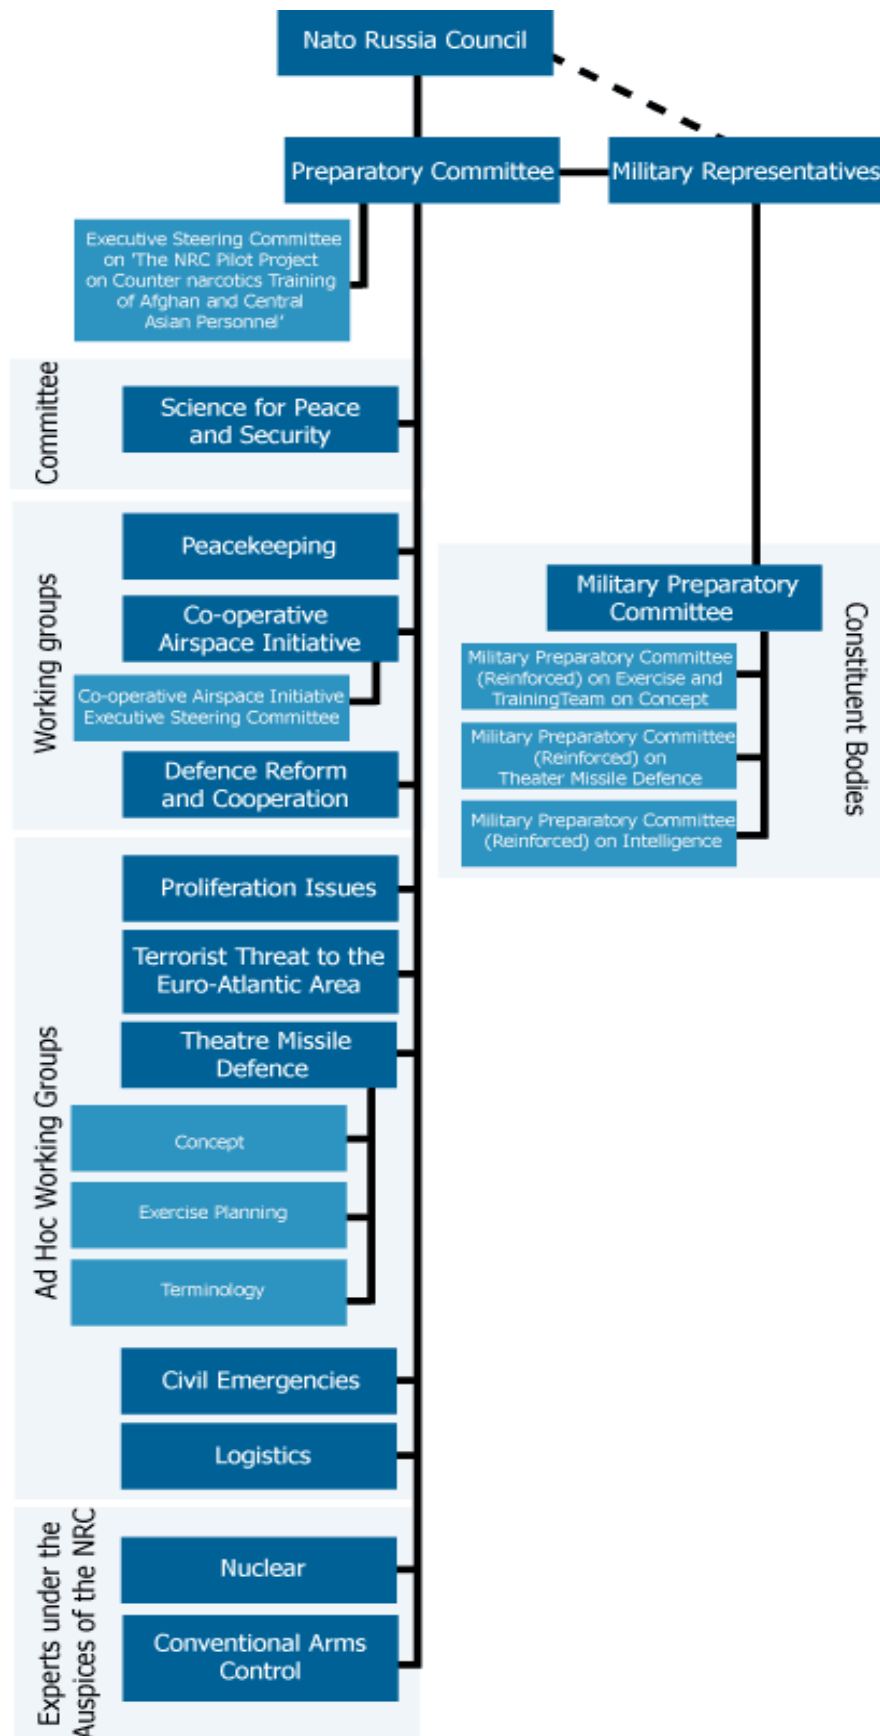 Nato Russia Council
Preparatory Committee
Military Representatives
Executive Steering Committee
on 'The NRC Pilot Project
on Counter narcotics Training
of Afghan and Central
Asian Personnel'
Committee
Science for Peace
and Security
Working groups
Peacekeeping
Co-operative
Airspace Initiative
Co-operative Airspace Initiative
Executive Steering Committee
Defence Reform
and Cooperation
Military Preparatory
Committee
Military Preparatory Committee
(Reinforced) on Exercise and
TrainingTeam on Concept
Military Preparatory Committee
(Reinforced) on
Theater Missile Defence
Military Preparatory Committee
(Reinforced) on Intelligence
Constituent Bodies
Ad Hoc Working Groups
Proliferation Issues
Terrorist Threat to the
Euro-Atlantic Area
Theatre Missile
Defence
Concept
Exercise Planning
Terminology
Civil Emergencies
Logistics
Experts under the
Auspices of the NRC
Nuclear
Conventional Arms
Control